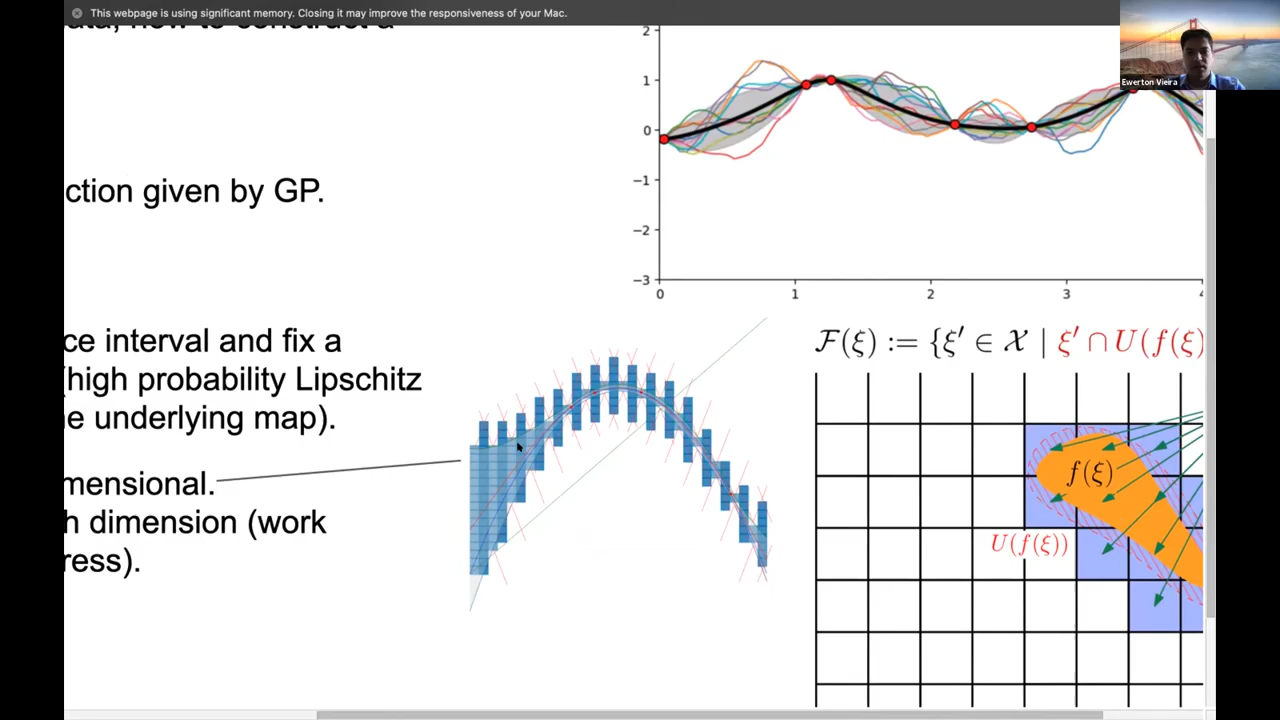 This webpage is using significant memory. Closing it may improve the responsiveness of your Mac.
Ewerton Vieira
2
1
0
−1
−2
−3
0
1
2
3
4
ction given by GP.
ce interval and fix a
(high probability Lipschitz
e underlying map).
mensional.
h dimension (work
ress).
F(ξ) := {ξ′ ∈ X | ξ′ ∩ U(f(ξ)
f(ξ)
U(f(ξ))